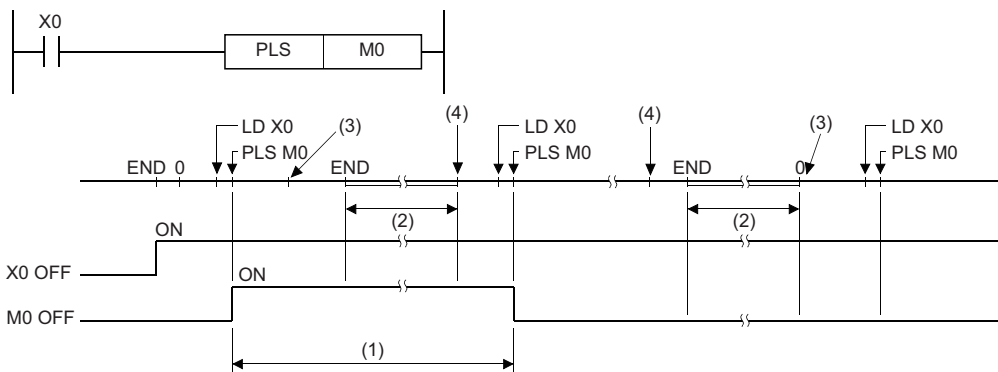 X0
PLS M0
(4) (4)
(3) (3)
LD X0 LD X0 LD X0
PLS M0 PLS M0 PLS M0
END 0 END END 0
(2) (2)
ON
X0 OFF
ON
M0 OFF
(1)